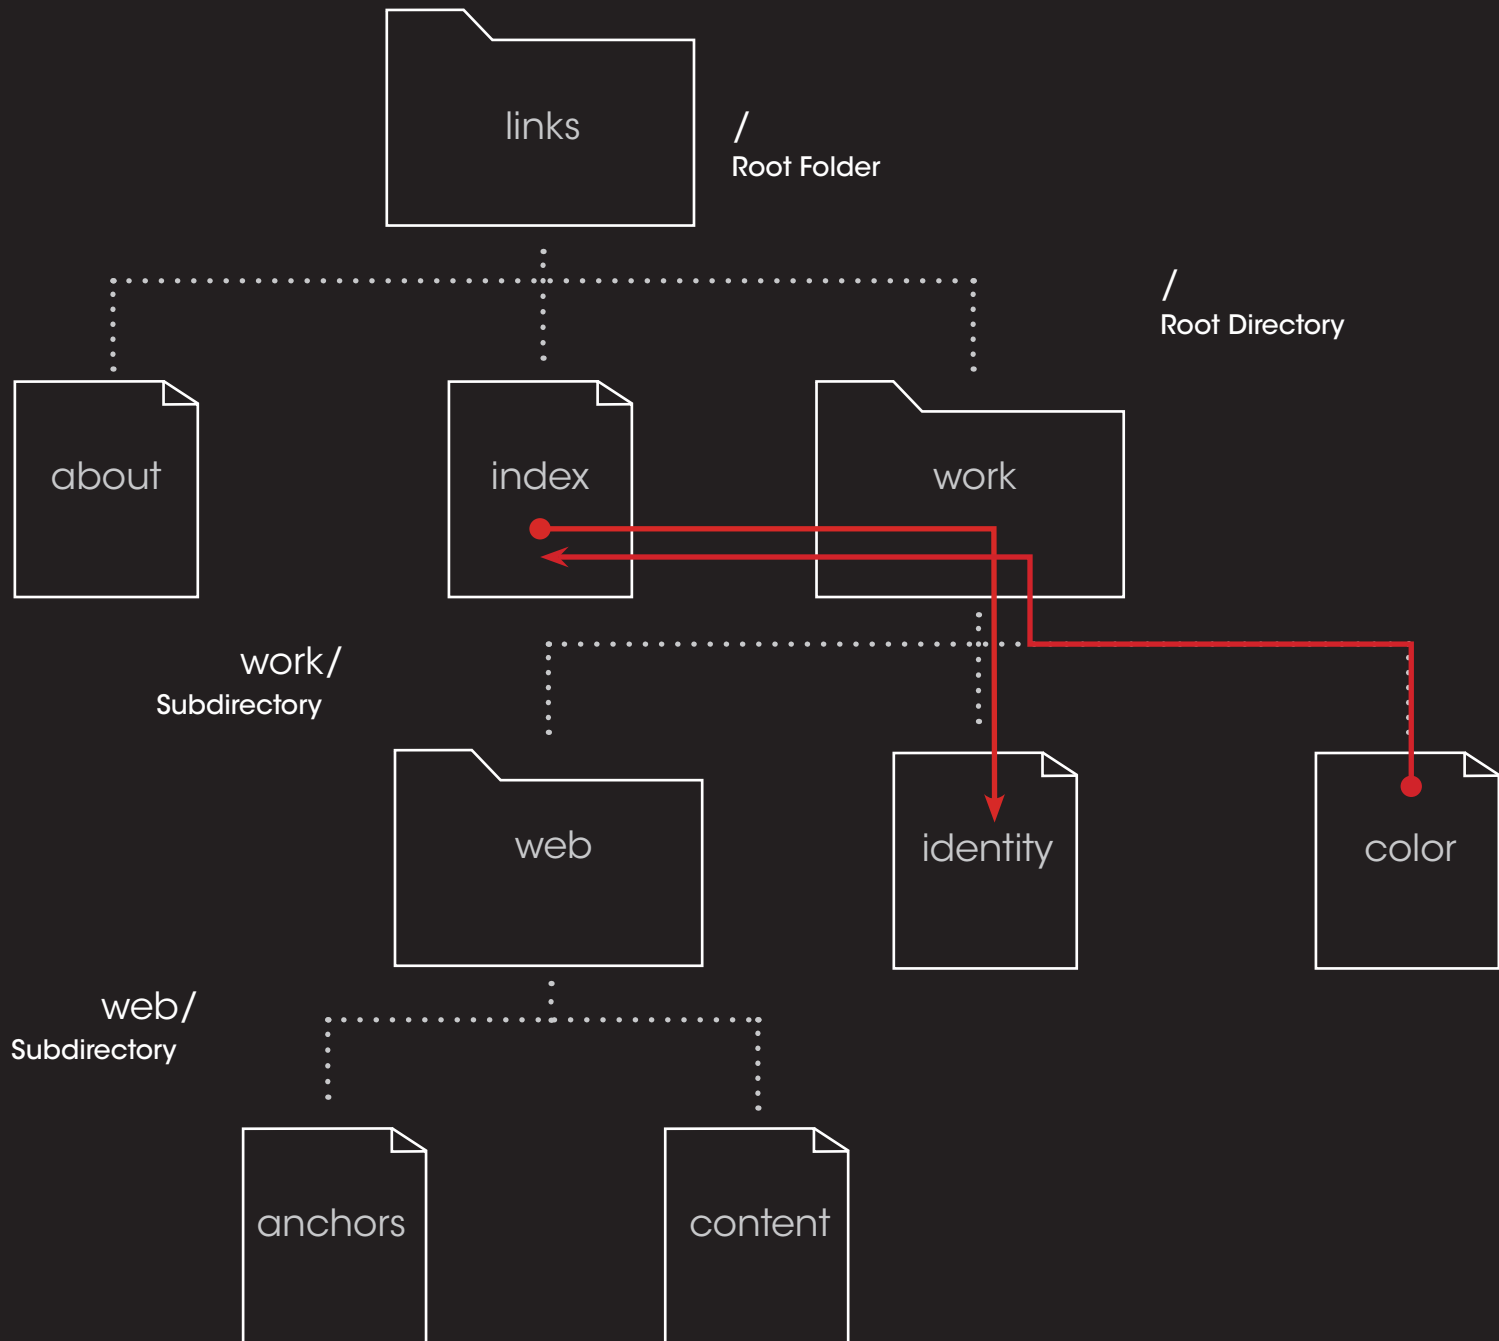 links
/
Root Folder
/
Root Directory
about
index
work
work/
Subdirectory
web
identity
color
web/
Subdirectory
anchors
content